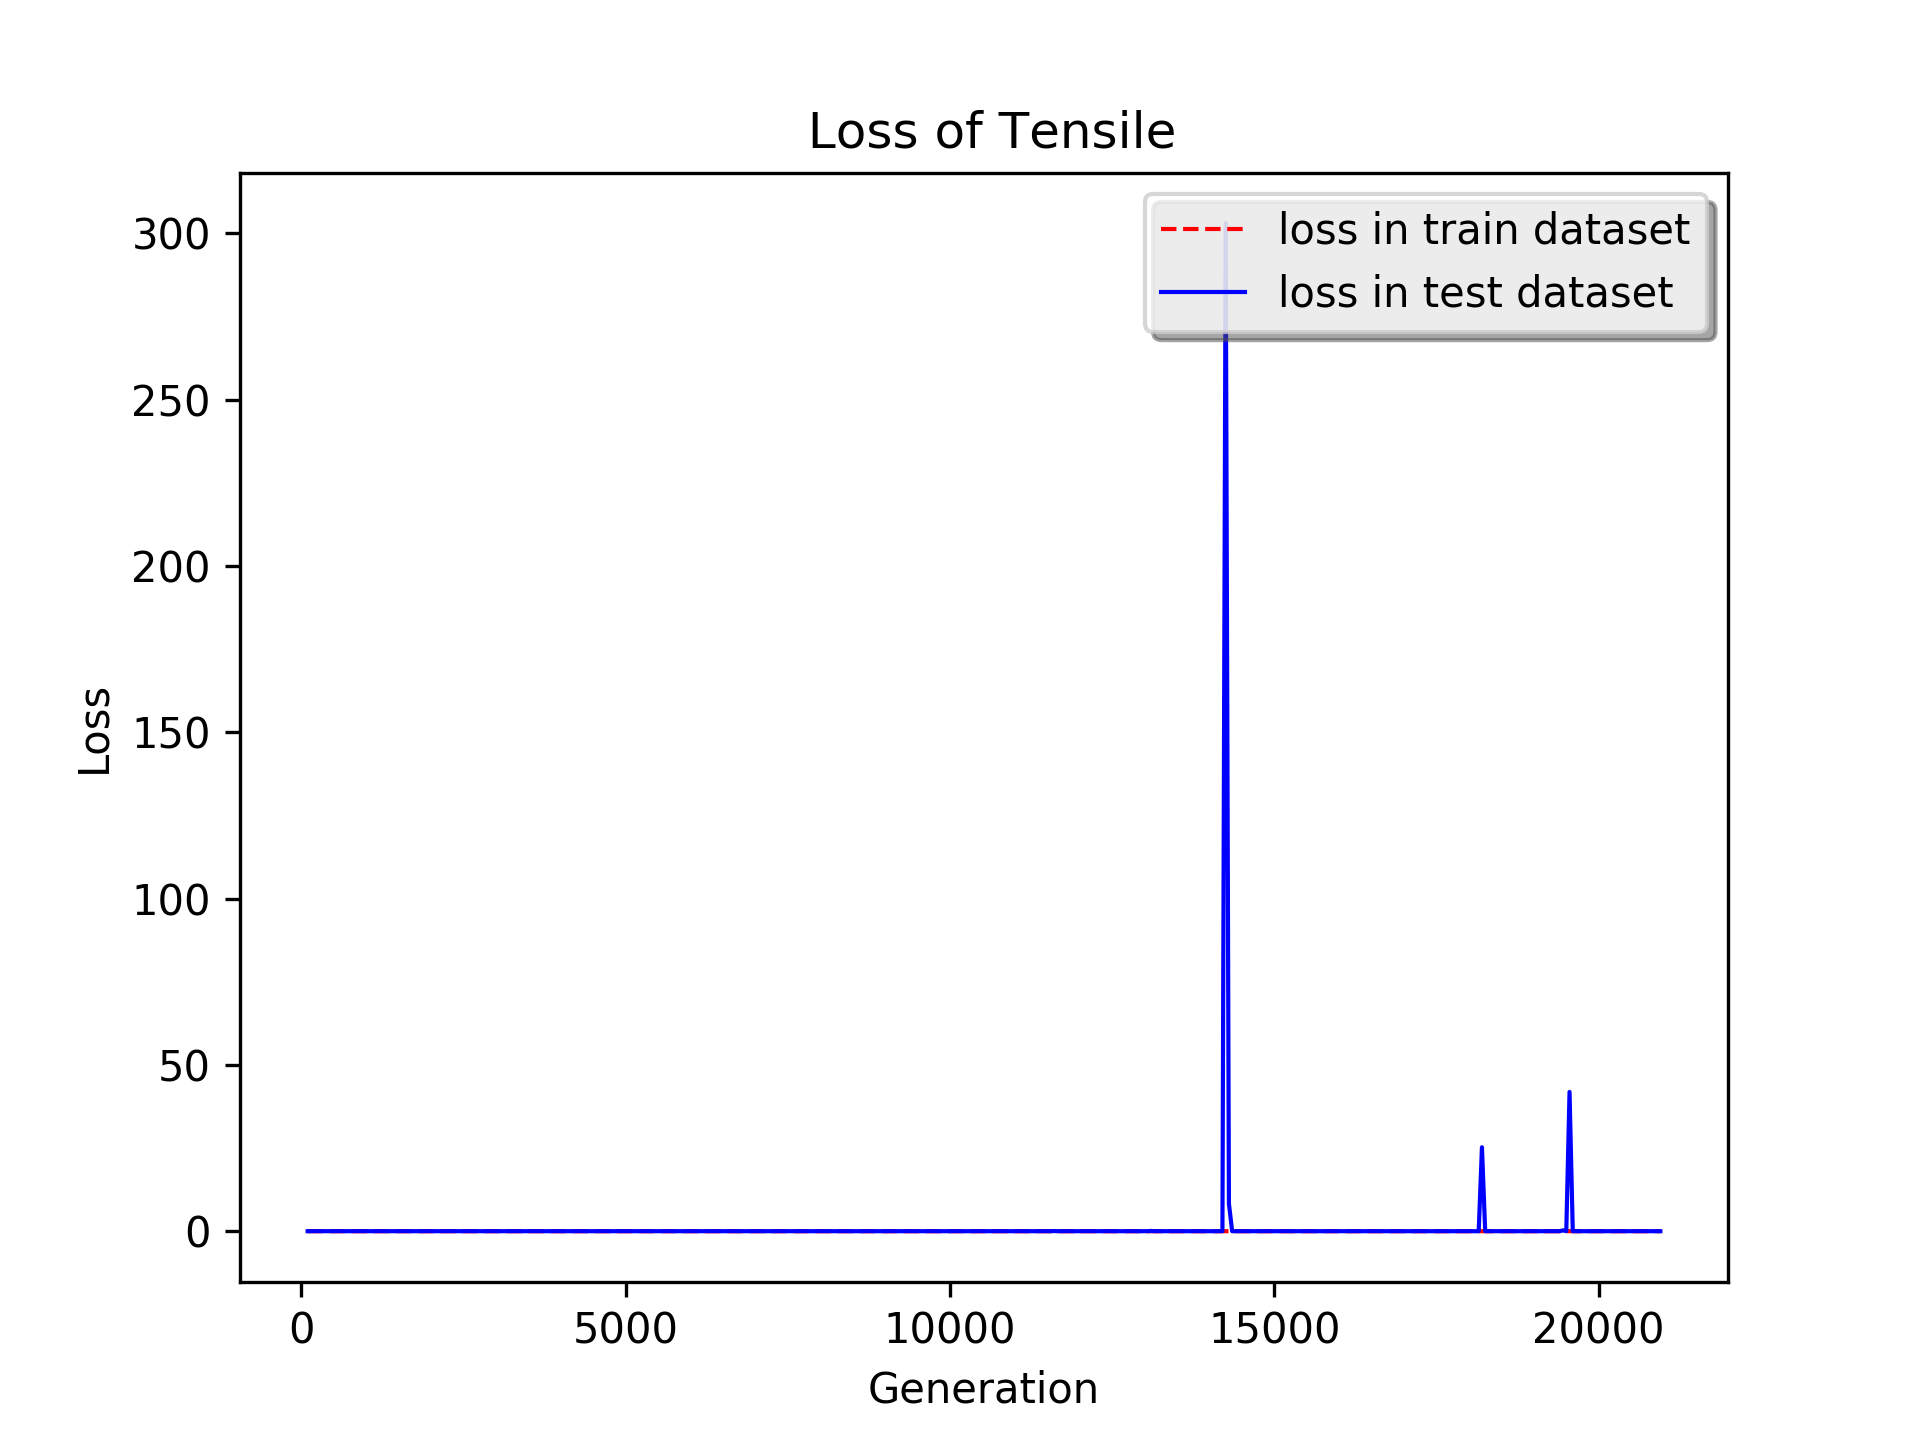 Loss of Tensile
loss in train dataset
loss in test dataset
300
250
200
150
100
50
0
Loss
0 5000 10000 15000 20000
Generation